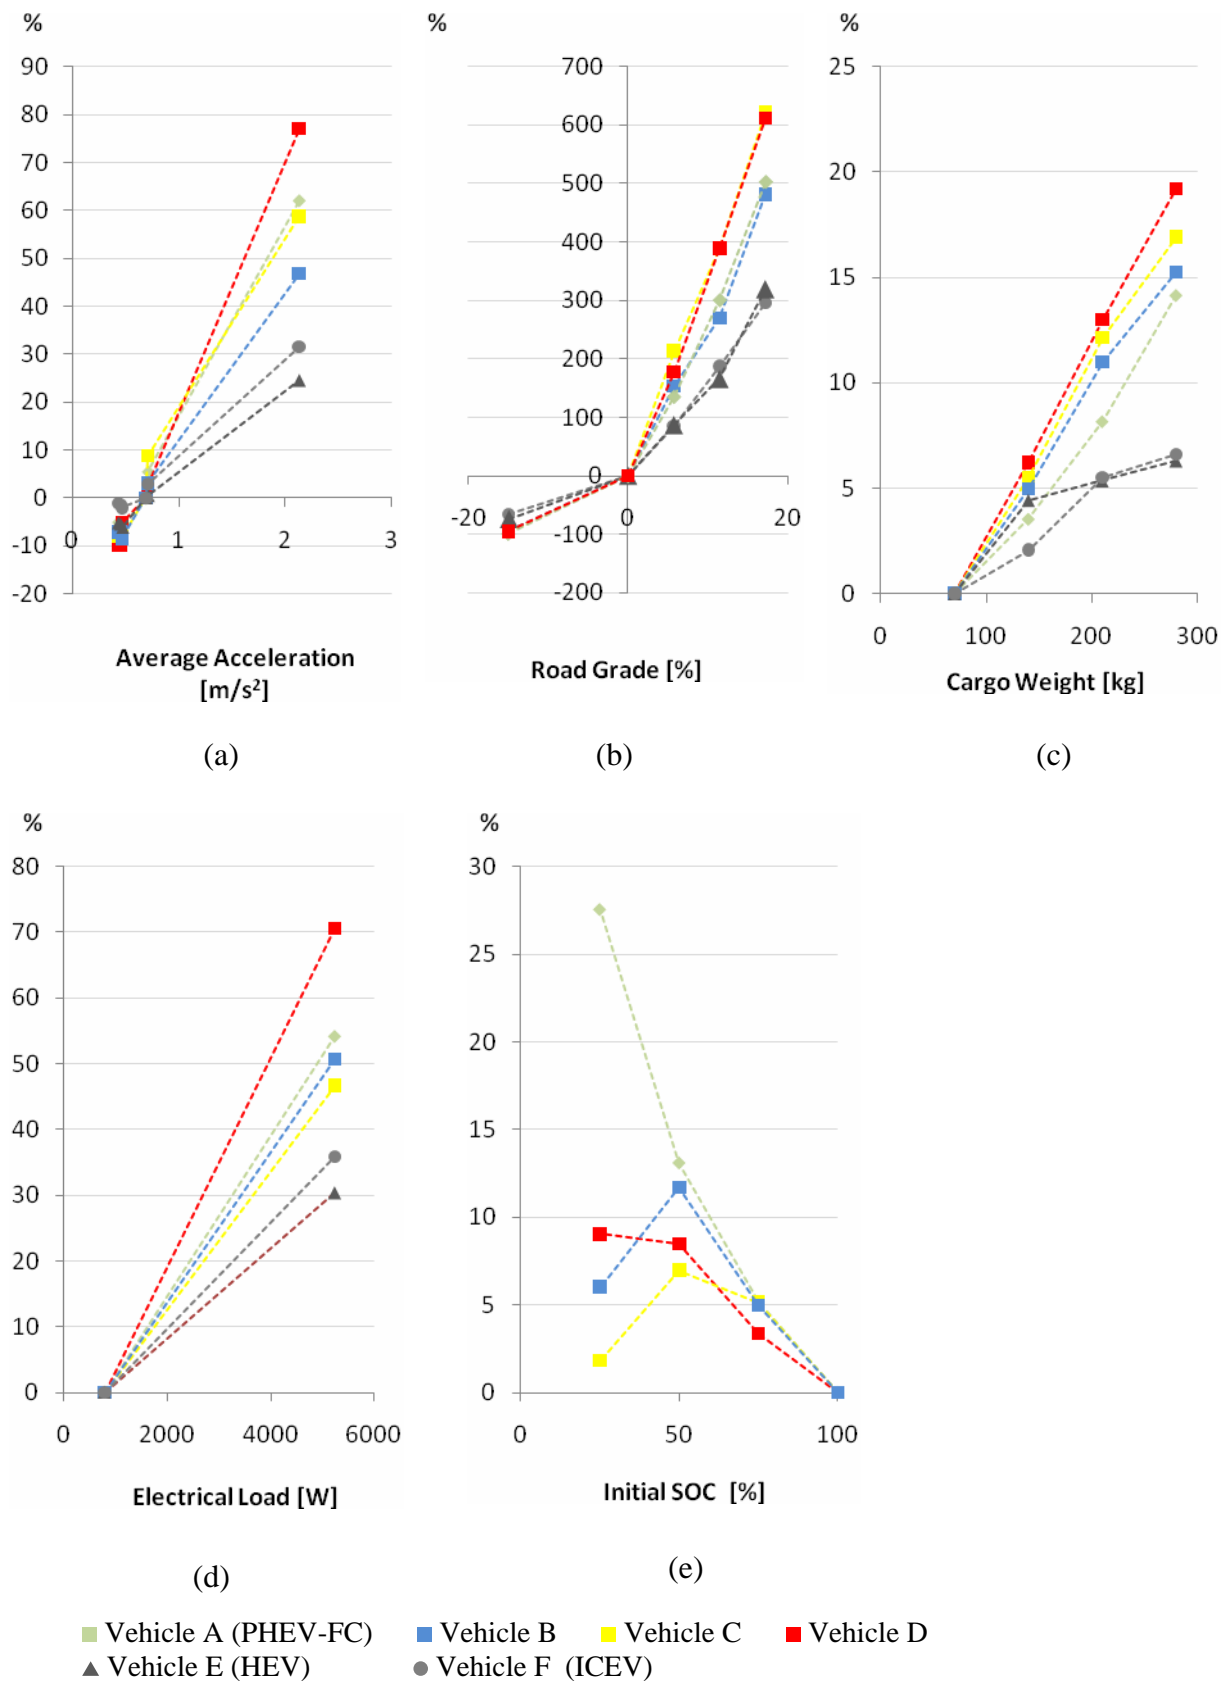 %
90
80
70
60
50
40
30
20
10
0
-10
-20
0 1 2 3
Average Acceleration
[m/s²]
(a)
%
700
600
500
400
300
200
100
0
-100
-200
-20 0 20
Road Grade [%]
(b)
%
25
20
15
10
5
0
0 100 200 300
Cargo Weight [kg]
(c)
%
80
70
60
50
40
30
20
10
0
0 2000 4000 6000
Electrical Load [W]
(d)
%
30
25
20
15
10
5
0
0 50 100
Initial SOC [%]
(e)
Vehicle A (PHEV-FC) Vehicle B Vehicle C Vehicle D
Vehicle E (HEV) Vehicle F (ICEV)